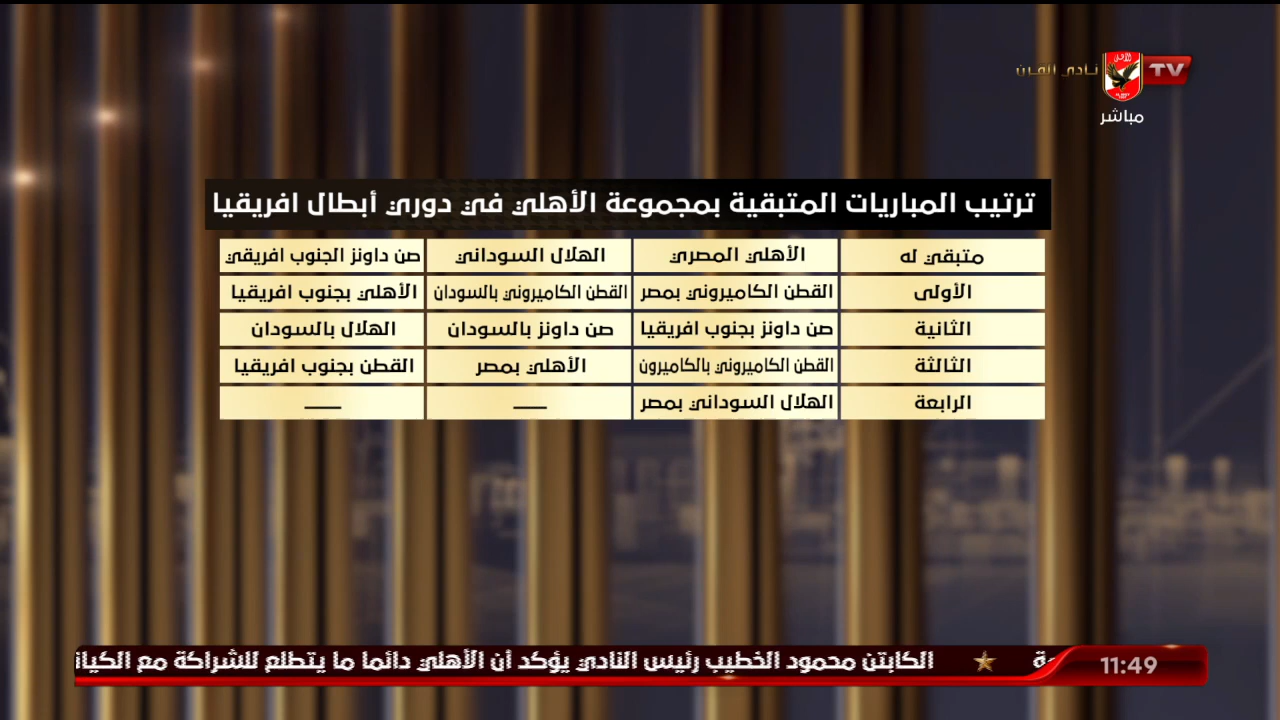 نادي القرن
TV
مباشر
ترتيب المباريات المتبقية بمجموعة الأهلي في دوري أبطال افريقيا
متبقي له الأهلي المصري الهلال السوداني صن داونز الجنوب افريقي
الأولى القطن الكاميروني بمصر القطن الكاميروني بالسودان الأهلي بجنوب افريقيا
الثانية صن داونز بجنوب افريقيا صن داونز بالسودان الهلال بالسودان
الثالثة القطن الكاميروني بالكاميرون الأهلي بمصر القطن بجنوب افريقيا
الرابعة الهلال السوداني بمصر — —
11:49
الكابتن محمود الخطيب رئيس النادي يؤكد أن الأهلي دائما ما يتطلع للشراكة مع